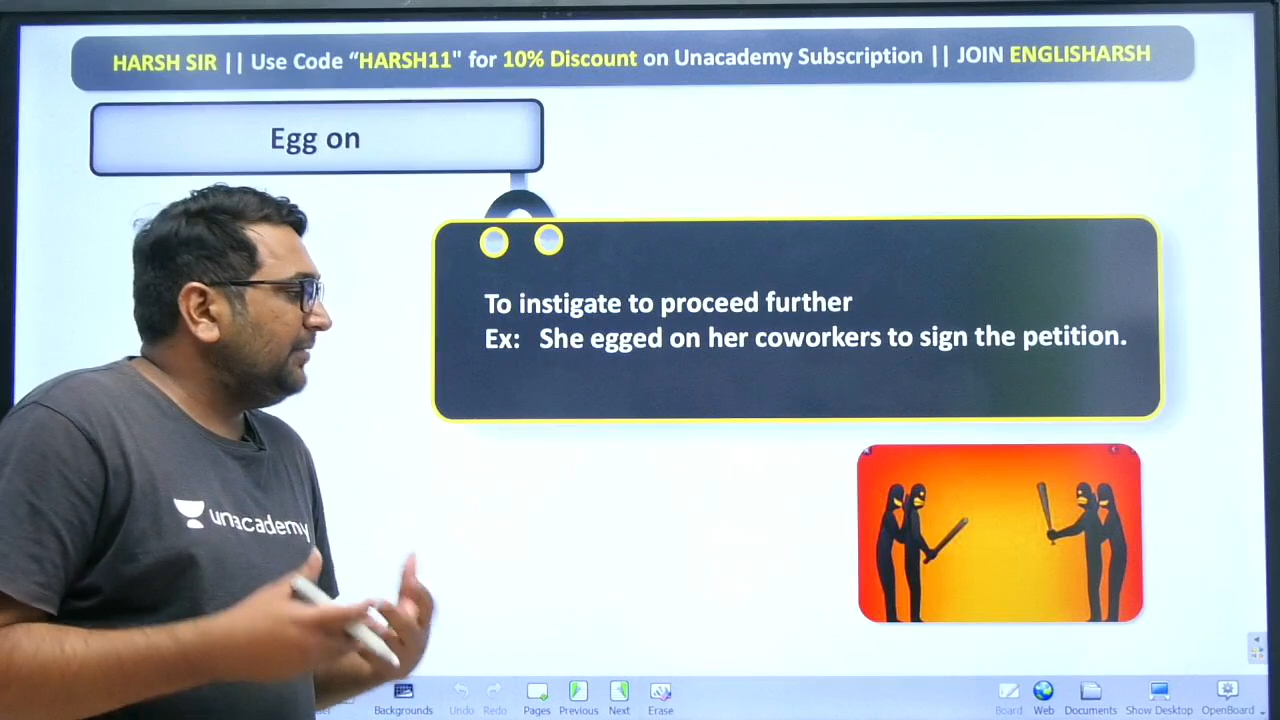 HARSH SIR || Use Code “HARSH11" for 10% Discount on Unacademy Subscription || JOIN ENGLISHARSH
Egg on
To instigate to proceed further
Ex: She egged on her coworkers to sign the petition.
unacademy
Backgrounds Undo Redo Pages Previous Next Erase Board Web Documents Show Desktop OpenBoard